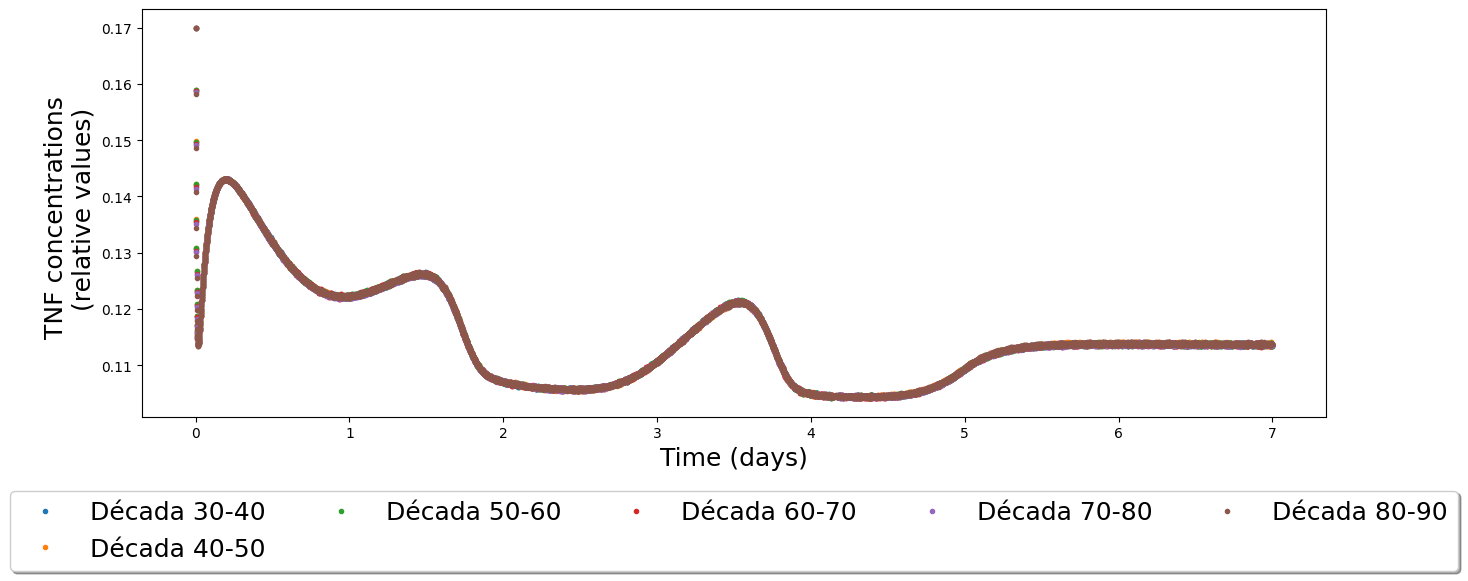 0.17
0.16
0.15
0.14
0.13
0.12
0.11
TNF concentrations
(relative values)
0 1 2 3 4 5 6 7
Time (days)
Década 30-40 Década 50-60 Década 60-70 Década 70-80 Década 80-90
Década 40-50